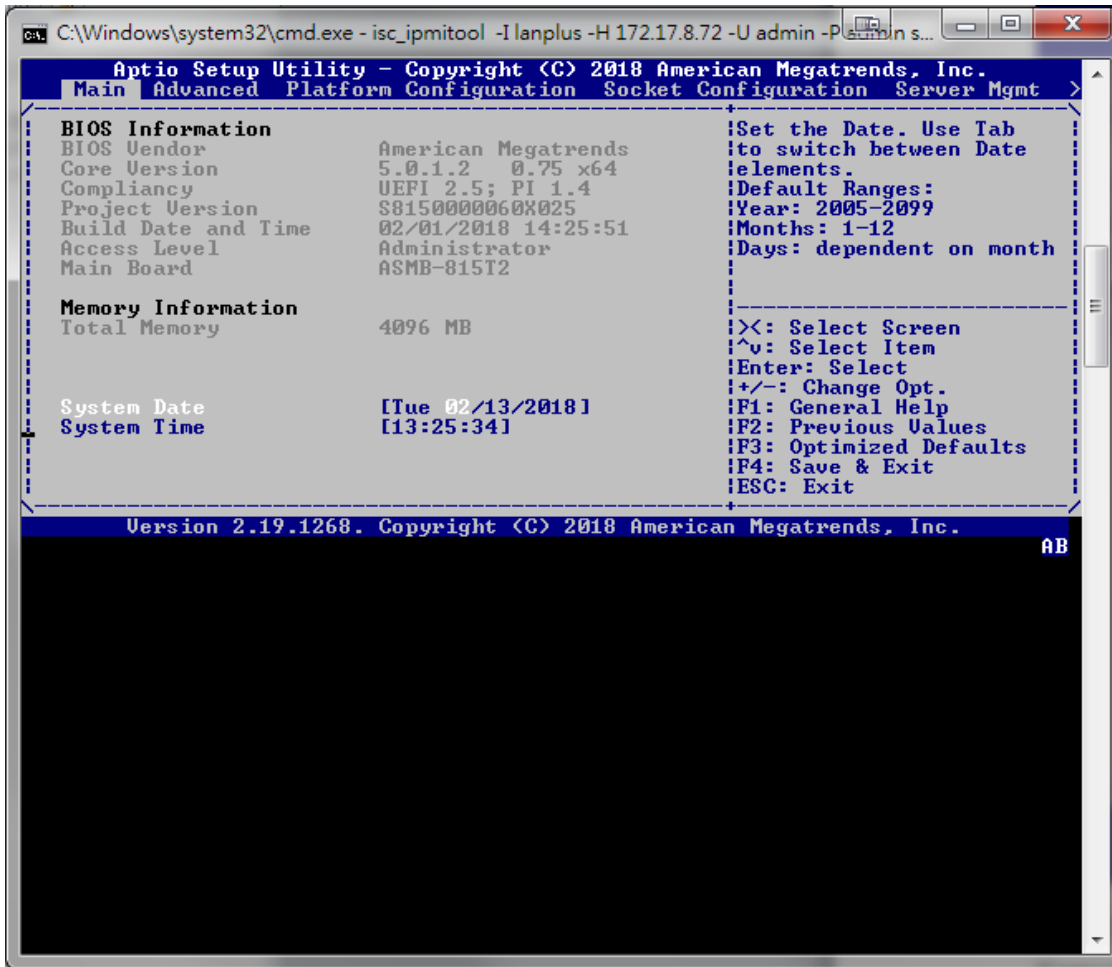 C:\Windows\system32\cmd.exe - isc_ipmitool -I lanplus -H 172.17.8.72 -U admin -P admin s...
Aptio Setup Utility - Copyright (C) 2018 American Megatrends, Inc.
Main Advanced Platform Configuration Socket Configuration Server Mgmt >
BIOS Information
BIOS Vendor American Megatrends
Core Version 5.0.1.2 0.75 x64
Compliancy UEFI 2.5; PI 1.4
Project Version S8150000060X025
Build Date and Time 02/01/2018 14:25:51
Access Level Administrator
Main Board ASMB-815T2
Memory Information
Total Memory 4096 MB
System Date [Tue 02/13/2018]
System Time [13:25:34]
Set the Date. Use Tab
to switch between Date
elements.
Default Ranges:
Year: 2005-2099
Months: 1-12
Days: dependent on month
><: Select Screen
^v: Select Item
Enter: Select
+/-: Change Opt.
F1: General Help
F2: Previous Values
F3: Optimized Defaults
F4: Save & Exit
ESC: Exit
Version 2.19.1268. Copyright (C) 2018 American Megatrends, Inc.
AB